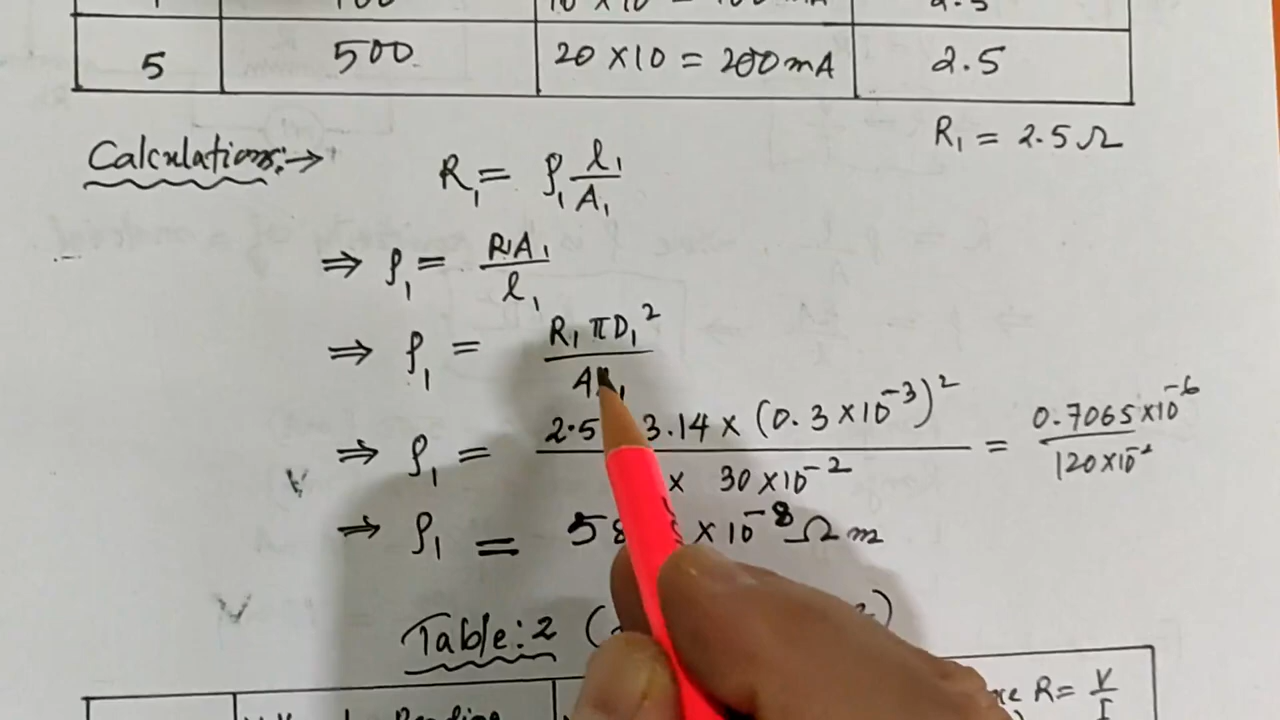 5 500 20 × 10 = 200 mA 2.5
R₁ = 2.5 Ω
Calculations:→ R₁ = ρ₁ l₁/A₁
⇒ ρ₁ = R₁A₁/l₁
⇒ ρ₁ = R₁ πD₁²
⇒ ρ₁ = 2.5 3.14 × (0.3 × 10⁻³)² / × 30 × 10⁻² = 0.7065 × 10⁻⁶ / 120 × 10⁻²
⇒ ρ₁ = × 10⁻⁸ Ω m
Table: 2 (
R = V/I